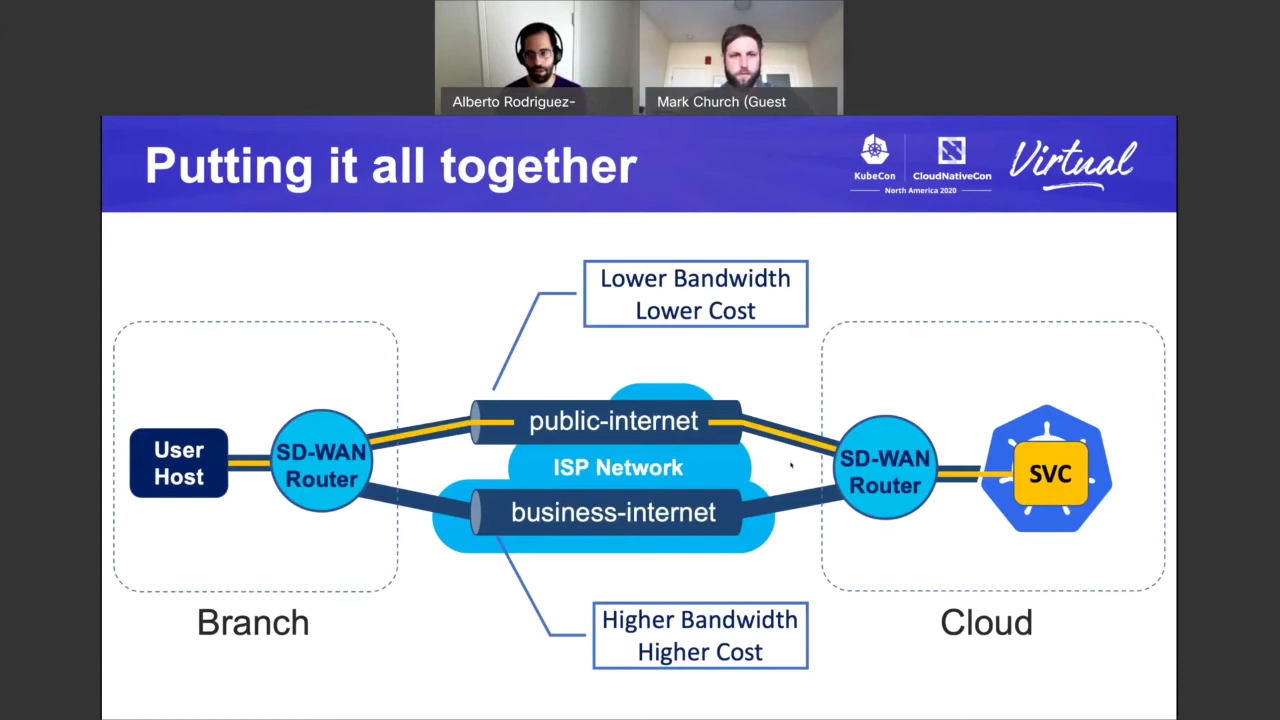 Alberto Rodriguez-
Mark Church (Guest
Putting it all together
KubeCon
CloudNativeCon
North America 2020
Virtual
Lower Bandwidth
Lower Cost
User
Host
SD-WAN
Router
public-internet
ISP Network
business-internet
SD-WAN
Router
SVC
Higher Bandwidth
Higher Cost
Branch
Cloud